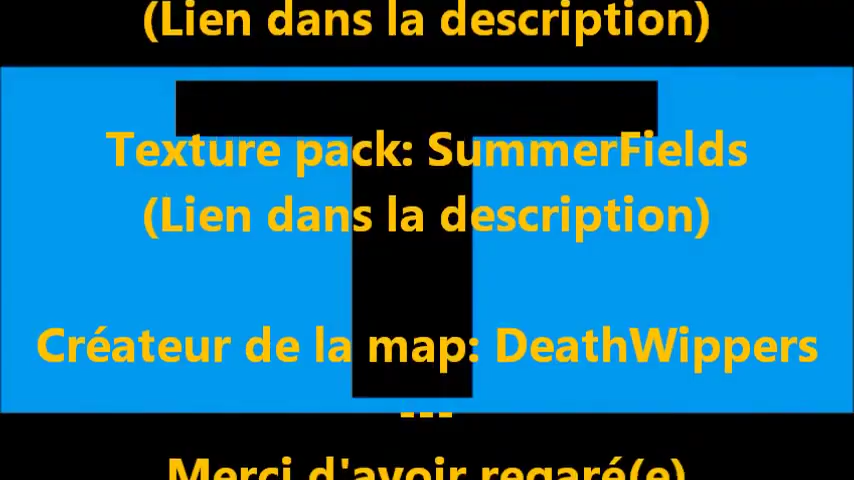 (Lien dans la description)
T
Texture pack: SummerFields
(Lien dans la description)
Créateur de la map: DeathWippers
---
Merci d'avoir regaré(e)